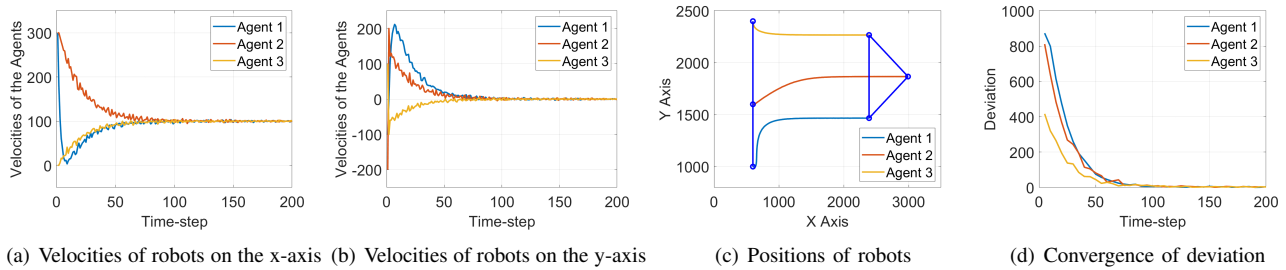 300
200
100
0
0
50
100
150
200
Velocities of the Agents
Time-step
Agent 1
Agent 2
Agent 3
(a) Velocities of robots on the x-axis
200
100
0
-100
-200
0
50
100
150
200
Velocities of the Agents
Time-step
Agent 1
Agent 2
Agent 3
(b) Velocities of robots on the y-axis
2500
2000
1500
1000
0
1000
2000
3000
Y Axis
X Axis
Agent 1
Agent 2
Agent 3
(c) Positions of robots
1000
800
600
400
200
0
0
50
100
150
200
Deviation
Time-step
Agent 1
Agent 2
Agent 3
(d) Convergence of deviation